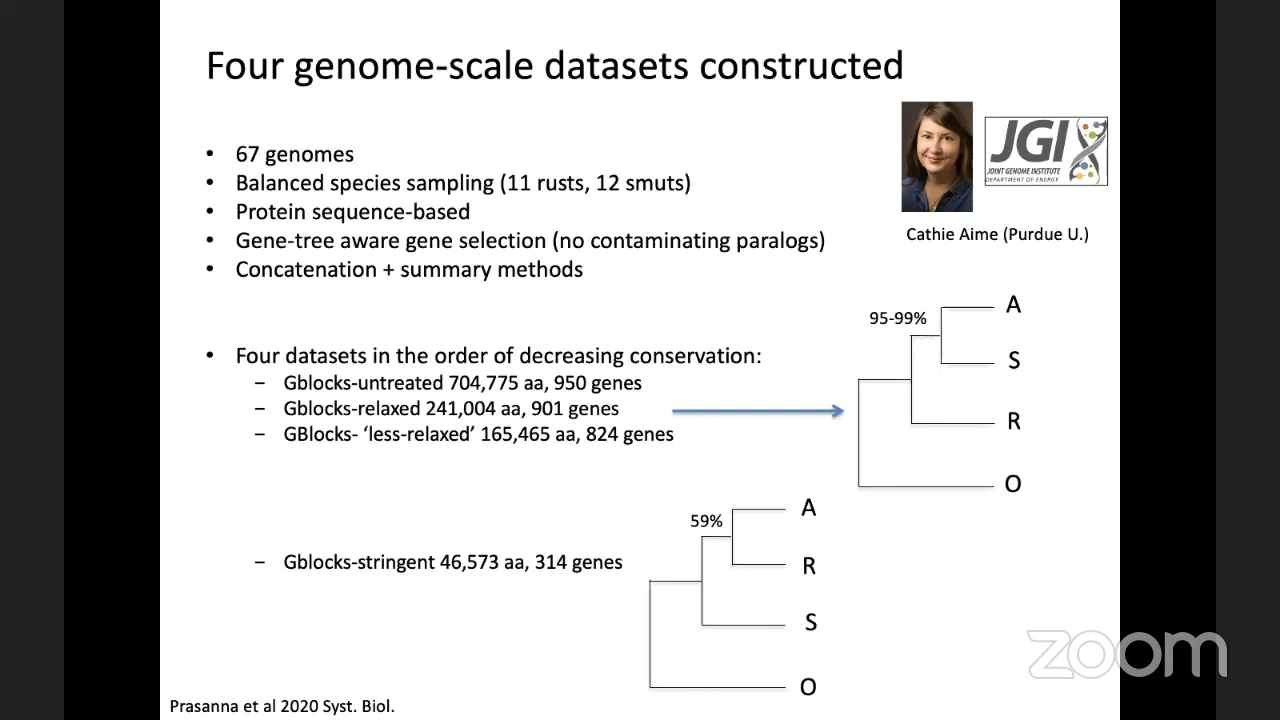 Four genome-scale datasets constructed
• 67 genomes
• Balanced species sampling (11 rusts, 12 smuts)
• Protein sequence-based
• Gene-tree aware gene selection (no contaminating paralogs)
• Concatenation + summary methods
JGI
JOINT GENOME INSTITUTE
DEPARTMENT OF ENERGY
Cathie Aime (Purdue U.)
• Four datasets in the order of decreasing conservation:
– Gblocks-untreated 704,775 aa, 950 genes
– Gblocks-relaxed 241,004 aa, 901 genes
– GBlocks- ‘less-relaxed’ 165,465 aa, 824 genes
95-99%
A
S
R
O
– Gblocks-stringent 46,573 aa, 314 genes
59%
A
R
S
O
Prasanna et al 2020 Syst. Biol.
zoom